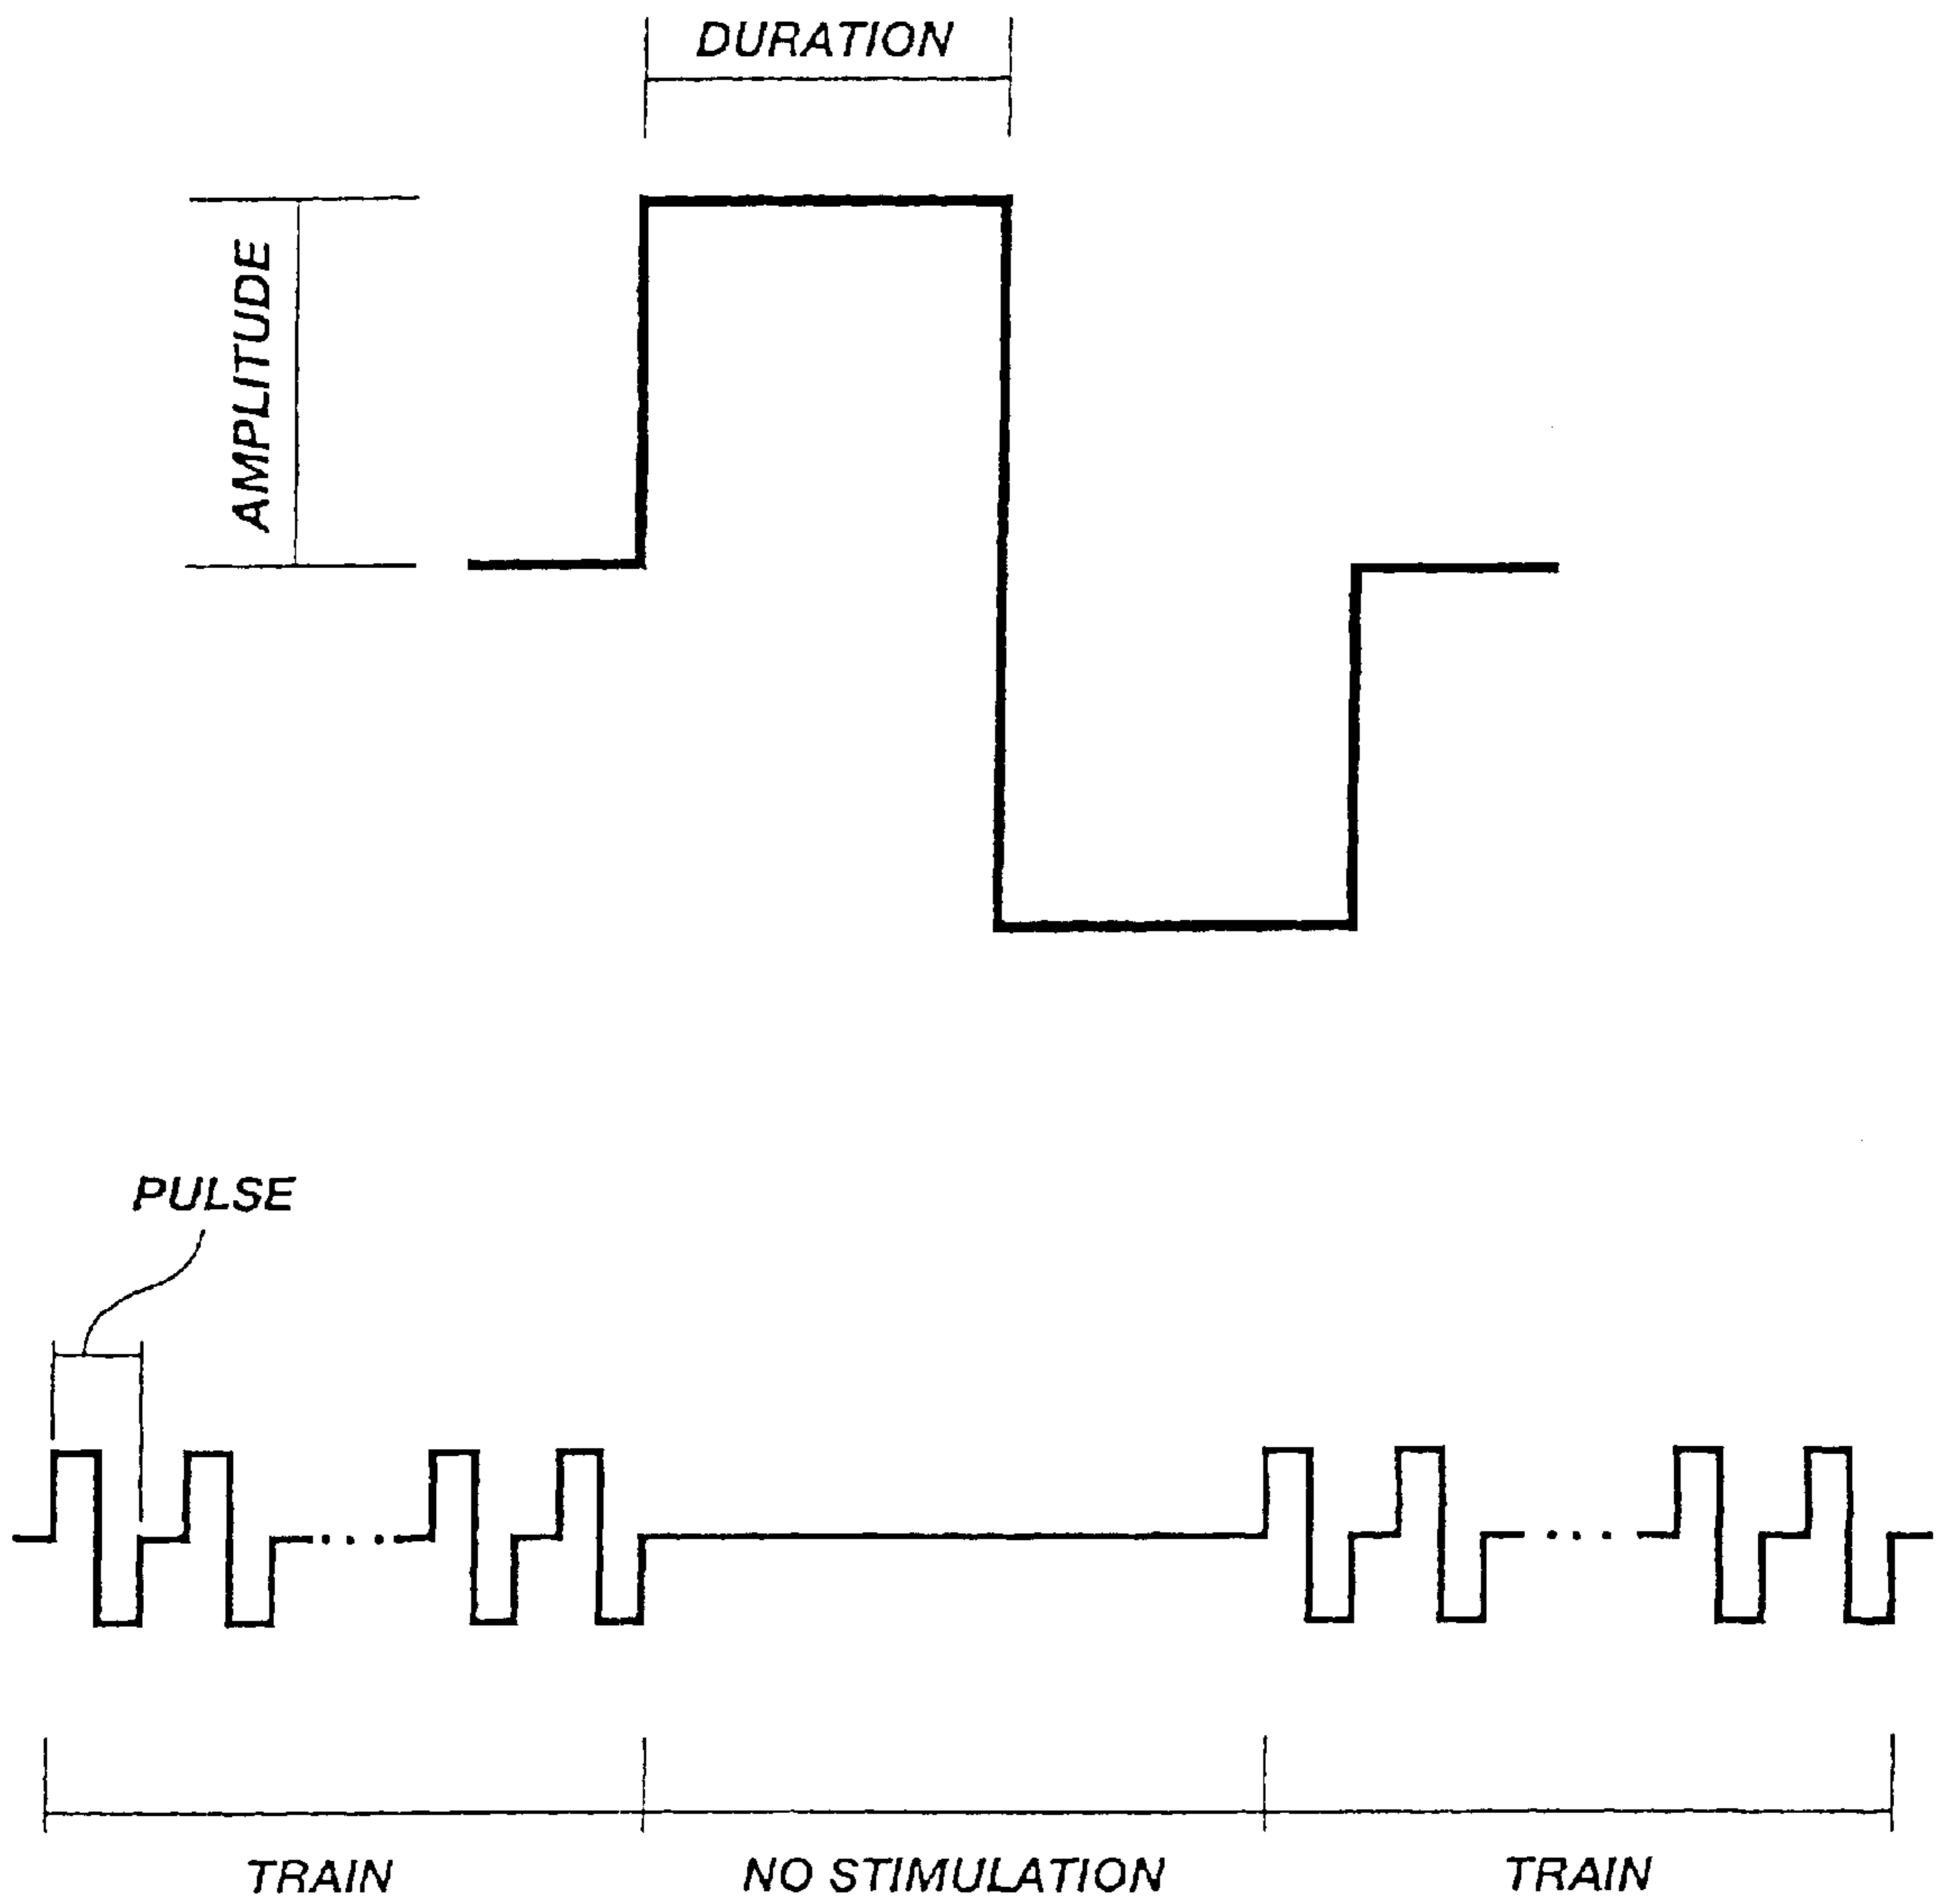 DURATION
AMPLITUDE
PULSE
TRAIN
NO STIMULATION
TRAIN